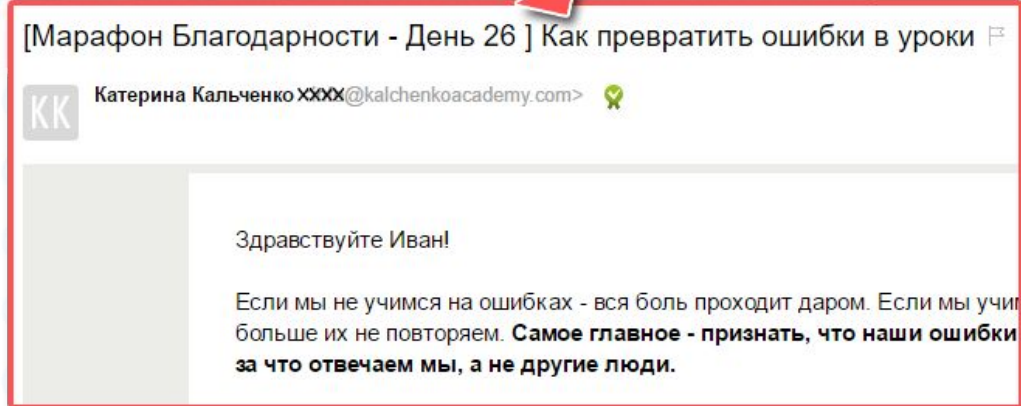 [Марафон Благодарности - День 26 ] Как превратить ошибки в уроки
КК
Катерина Кальченко xxxx@kalchenkoacademy.com>
Здравствуйте Иван!
Если мы не учимся на ошибках - вся боль проходит даром. Если мы учи
больше их не повторяем. Самое главное - признать, что наши ошибки
за что отвечаем мы, а не другие люди.